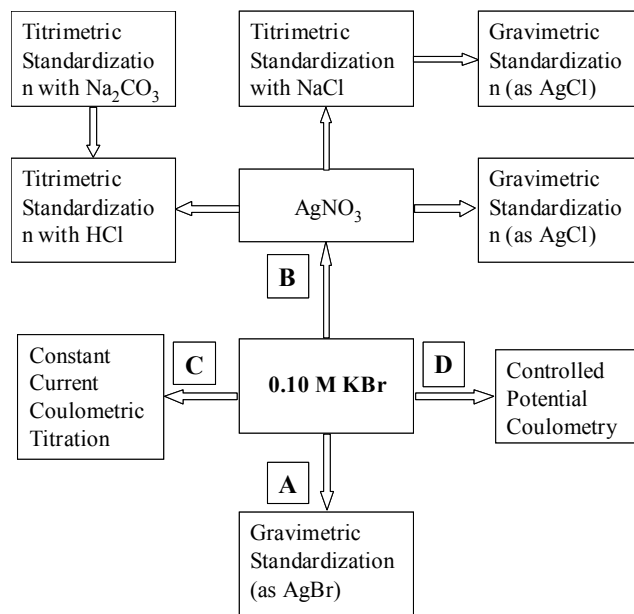 Titrimetric
Standardizatio
n with Na₂CO₃
Titrimetric
Standardization
with NaCl
Gravimetric
Standardizatio
n (as AgCl)
Titrimetric
Standardizatio
n with HCl
AgNO₃
Gravimetric
Standardizatio
n (as AgCl)
B
Constant
Current
Coulometric
Titration
C
0.10 M KBr
D
Controlled
Potential
Coulometry
A
Gravimetric
Standardization
(as AgBr)